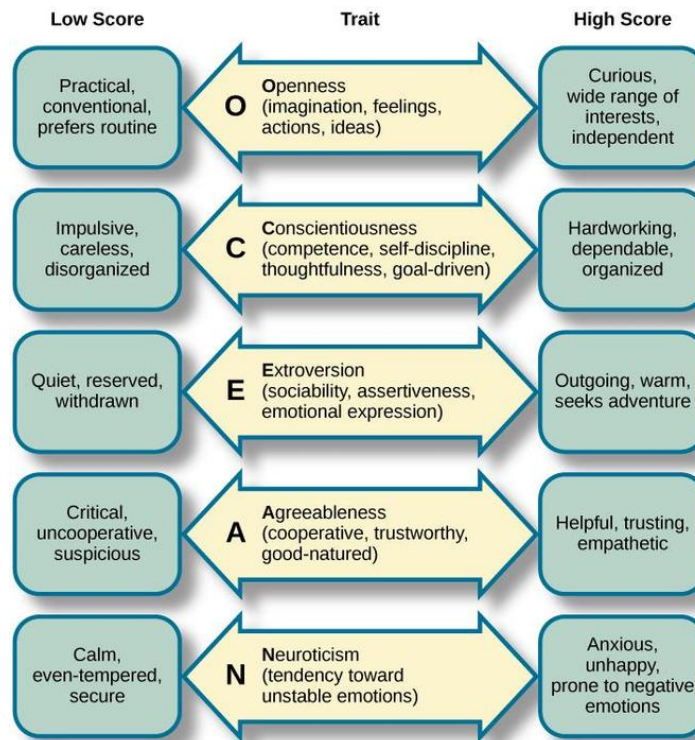 Low Score
Trait
High Score
Practical,
conventional,
prefers routine
O
Openness
(imagination, feelings,
actions, ideas)
Curious,
wide range of
interests,
independent
Impulsive,
careless,
disorganized
C
Conscientiousness
(competence, self-discipline,
thoughtfulness, goal-driven)
Hardworking,
dependable,
organized
Quiet, reserved,
withdrawn
E
Extroversion
(sociability, assertiveness,
emotional expression)
Outgoing, warm,
seeks adventure
Critical,
uncooperative,
suspicious
A
Agreeableness
(cooperative, trustworthy,
good-natured)
Helpful, trusting,
empathetic
Calm,
even-tempered,
secure
N
Neuroticism
(tendency toward
unstable emotions)
Anxious,
unhappy,
prone to negative
emotions